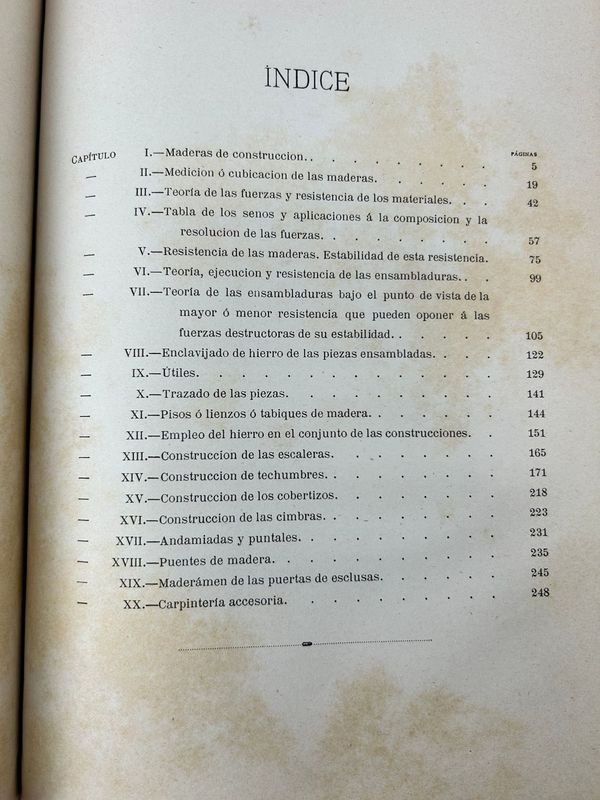 ÍNDICE
PÁGINAS
CAPÍTULO I.—Maderas de construccion. . . . . . . . . 5
— II.—Medicion ó cubicacion de las maderas. . . . . . 19
— III.—Teoría de las fuerzas y resistencia de los materiales. . . 42
— IV.—Tabla de los senos y aplicaciones á la composicion y la
resolucion de las fuerzas. . . . . . . . . 57
— V.—Resistencia de las maderas. Estabilidad de esta resistencia. 75
— VI.—Teoría, ejecucion y resistencia de las ensambladuras. . . 99
— VII.—Teoría de las ensambladuras bajo el punto de vista de la
mayor ó menor resistencia que pueden oponer á las
fuerzas destructoras de su estabilidad. . . . . . 105
— VIII.—Enclavijado de hierro de las piezas ensambladas. . . . 122
— IX.—Útiles. . . . . . . . . . . . 129
— X.—Trazado de las piezas. . . . . . . . . 141
— XI.—Pisos ó lienzos ó tabiques de madera. . . . . . 144
— XII.—Empleo del hierro en el conjunto de las construcciones. . 151
— XIII.—Construccion de las escaleras. . . . . . . 165
— XIV.—Construccion de techumbres. . . . . . . . 171
— XV.—Construccion de los cobertizos. . . . . . . 218
— XVI.—Construccion de las cimbras. . . . . . . . 223
— XVII.—Andamiadas y puntales. . . . . . . . . 231
— XVIII.—Puentes de madera. . . . . . . . . . 235
— XIX.—Maderámen de las puertas de esclusas. . . . . . 245
— XX.—Carpintería accesoria. . . . . . . . . 248